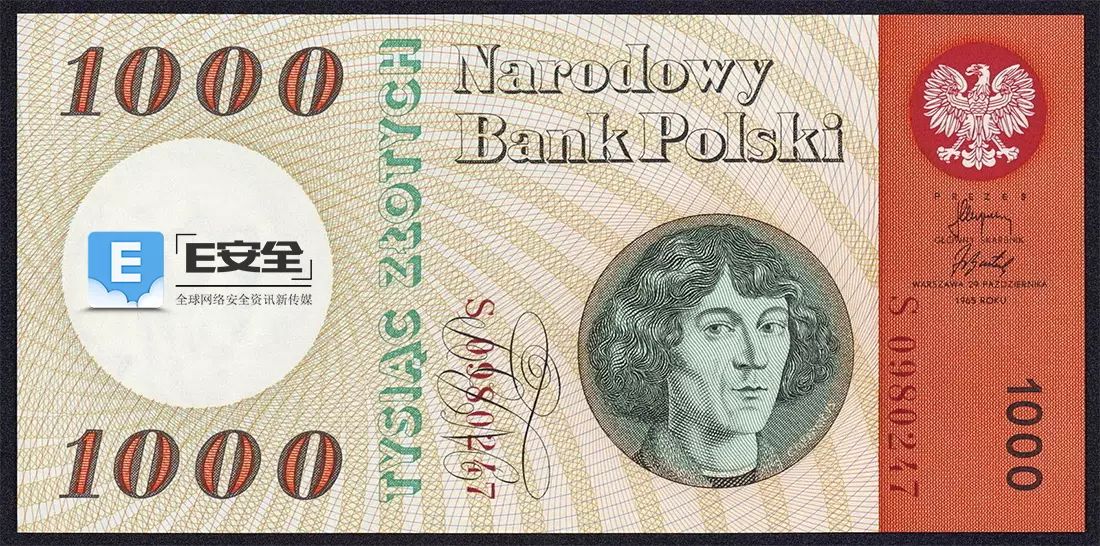 1000
TYSIĄC ZŁOTYCH
Narodowy
Bank Polski
E
「E安全」
全球网络安全资讯新传媒
1000
S 0980247
PREZES
GŁÓWNY SKARBNIK
WARSZAWA 29 PAŹDZIERNIKA
1965 ROKU
S 0980247
1000